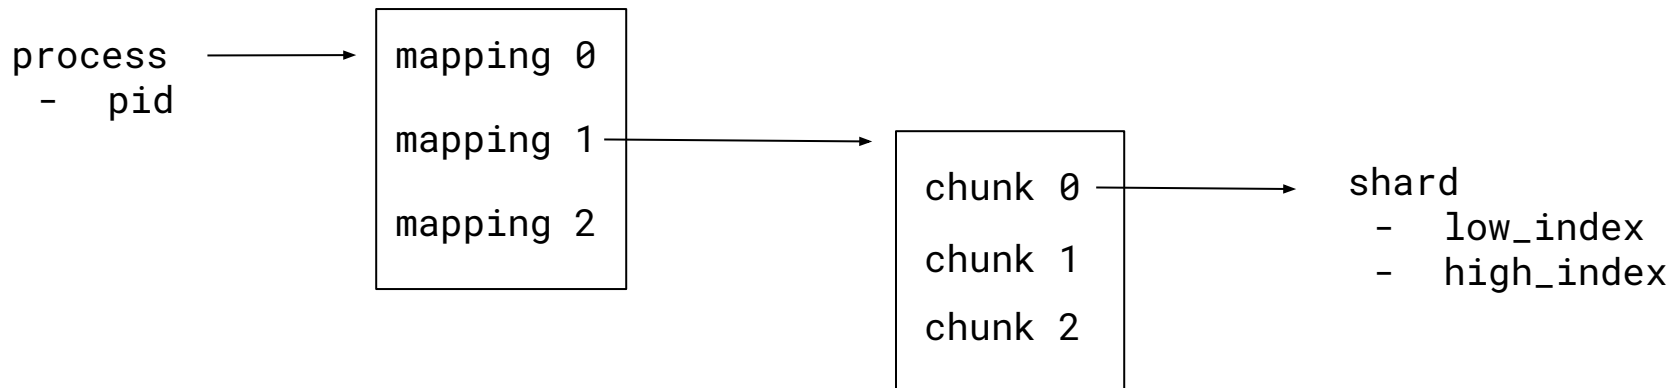 process
- pid
mapping 0
mapping 1
mapping 2
chunk 0
chunk 1
chunk 2
shard
- low_index
- high_index